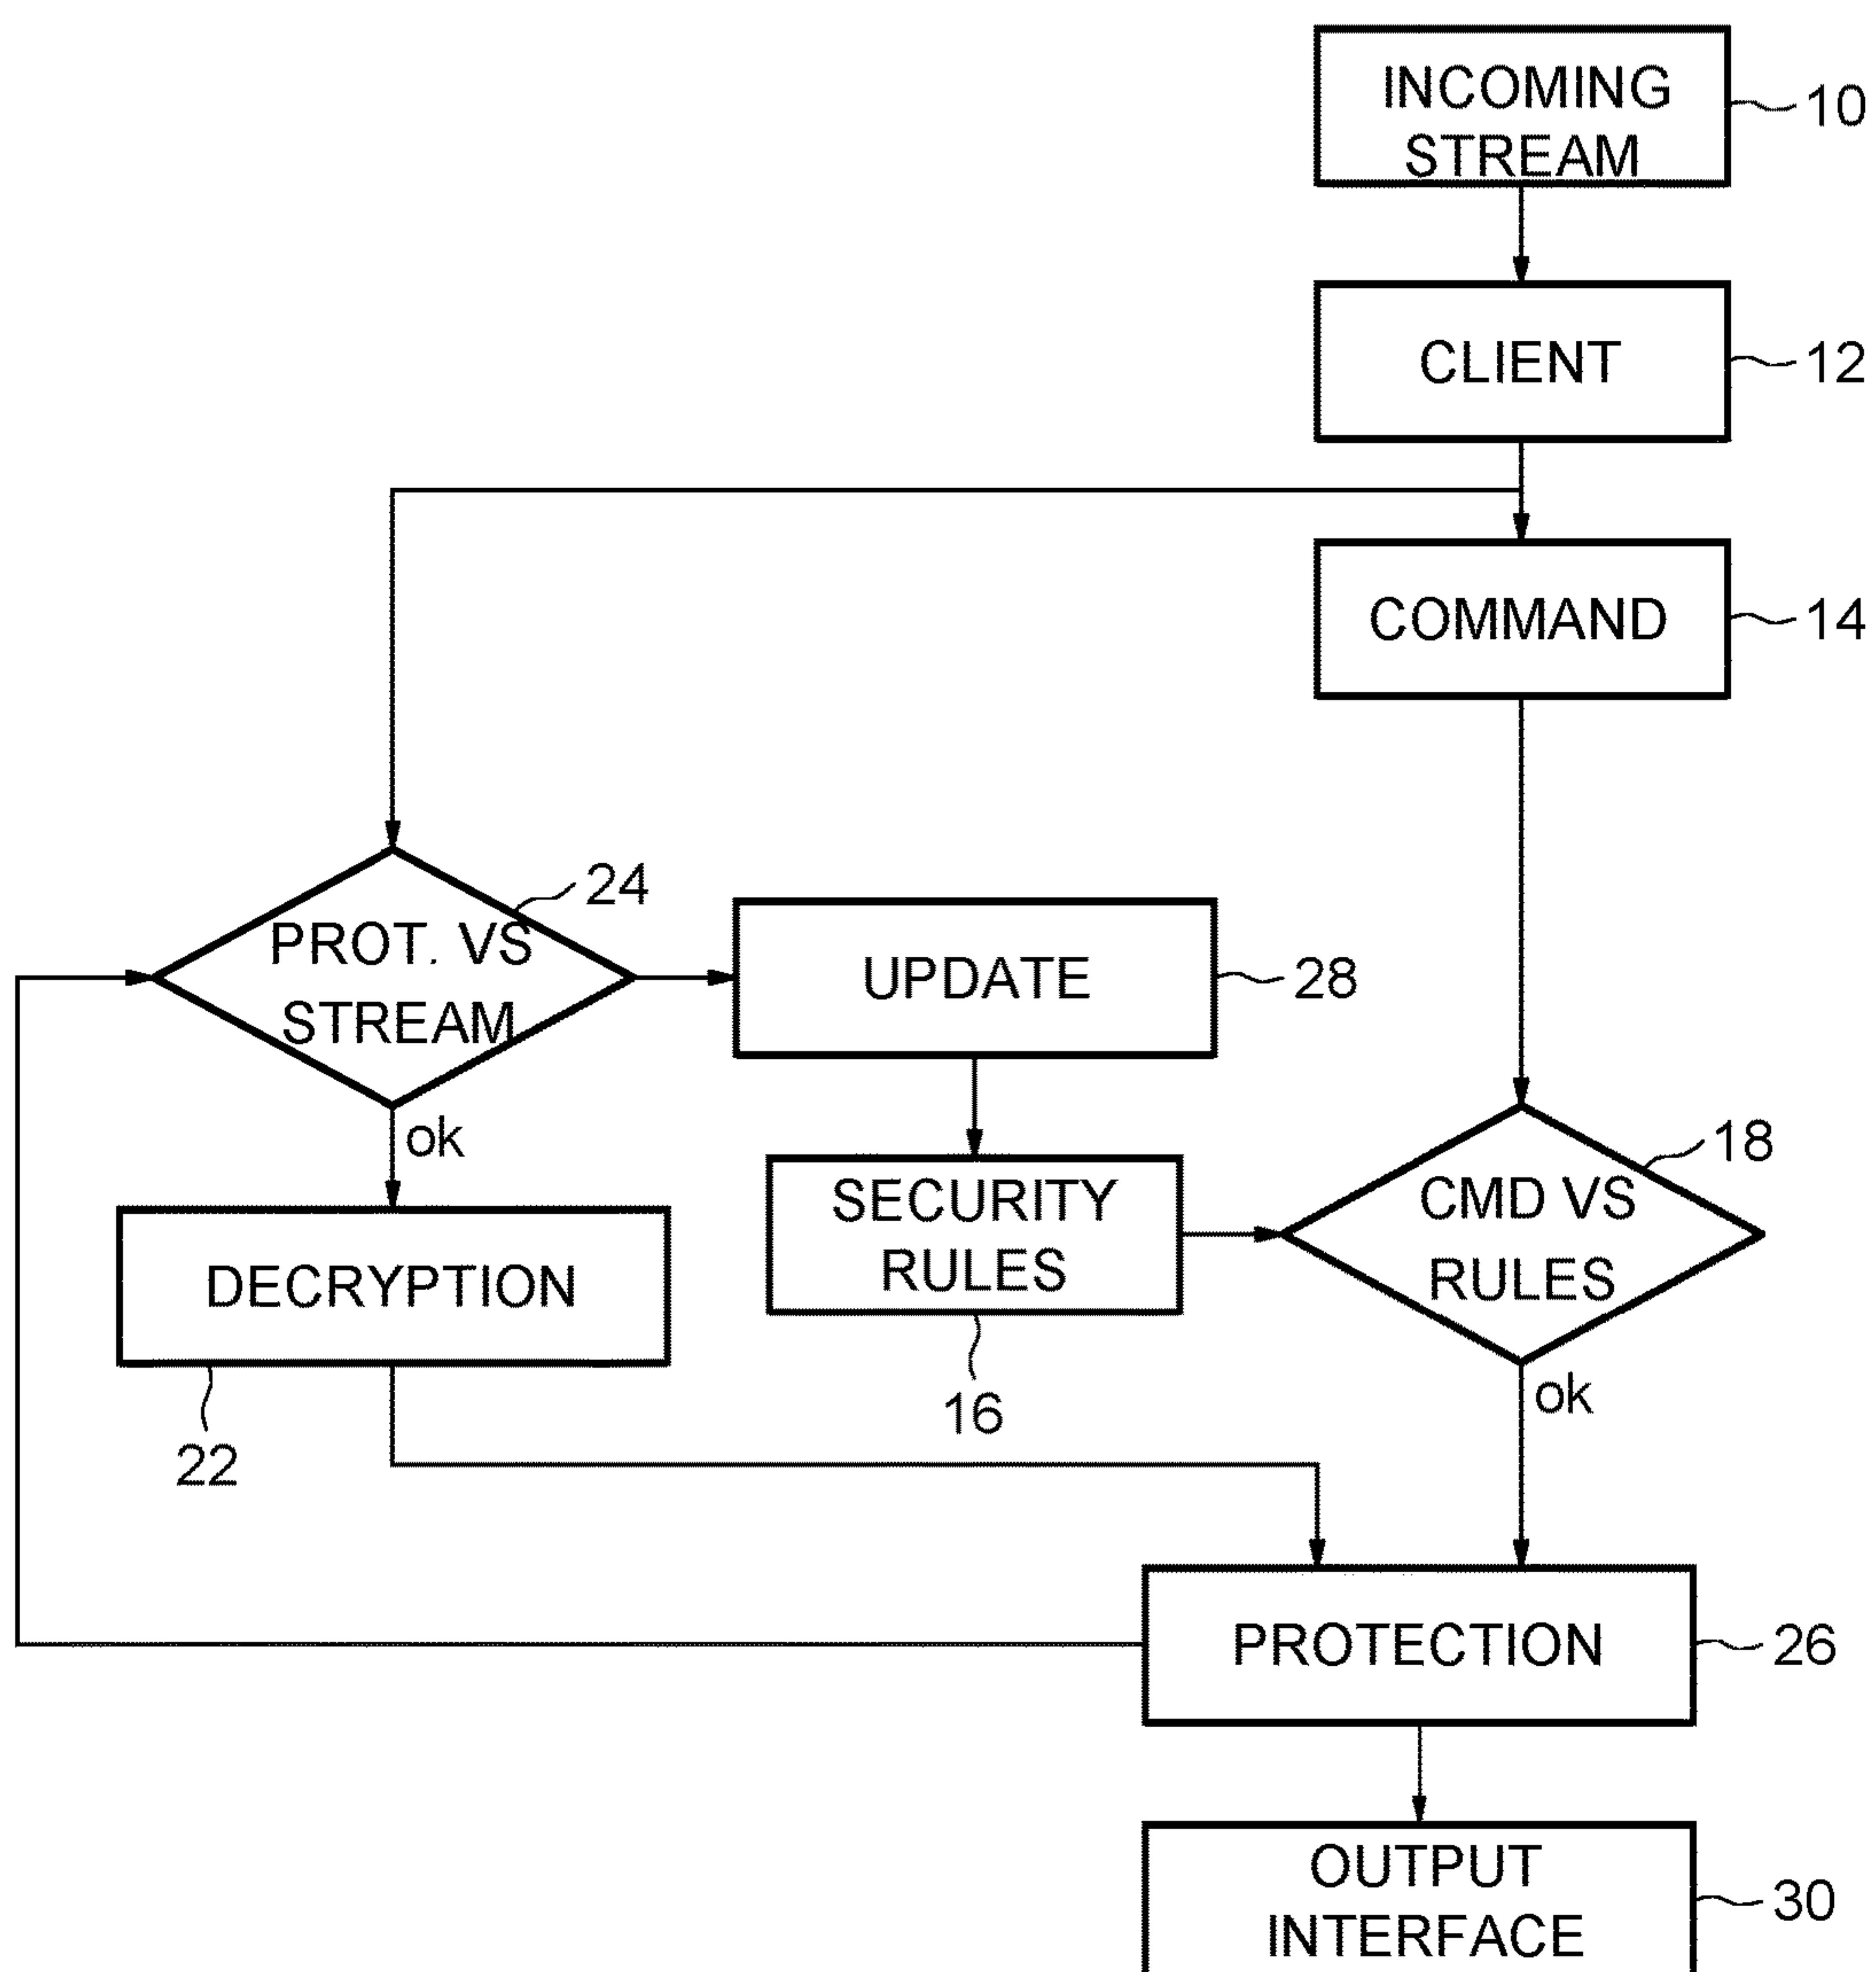 INCOMING
STREAM
10
CLIENT
12
COMMAND
14
24
PROT. VS
STREAM
UPDATE
28
ok
18
SECURITY
RULES
CMD VS
RULES
DECRYPTION
16
ok
22
PROTECTION
26
OUTPUT
INTERFACE
30